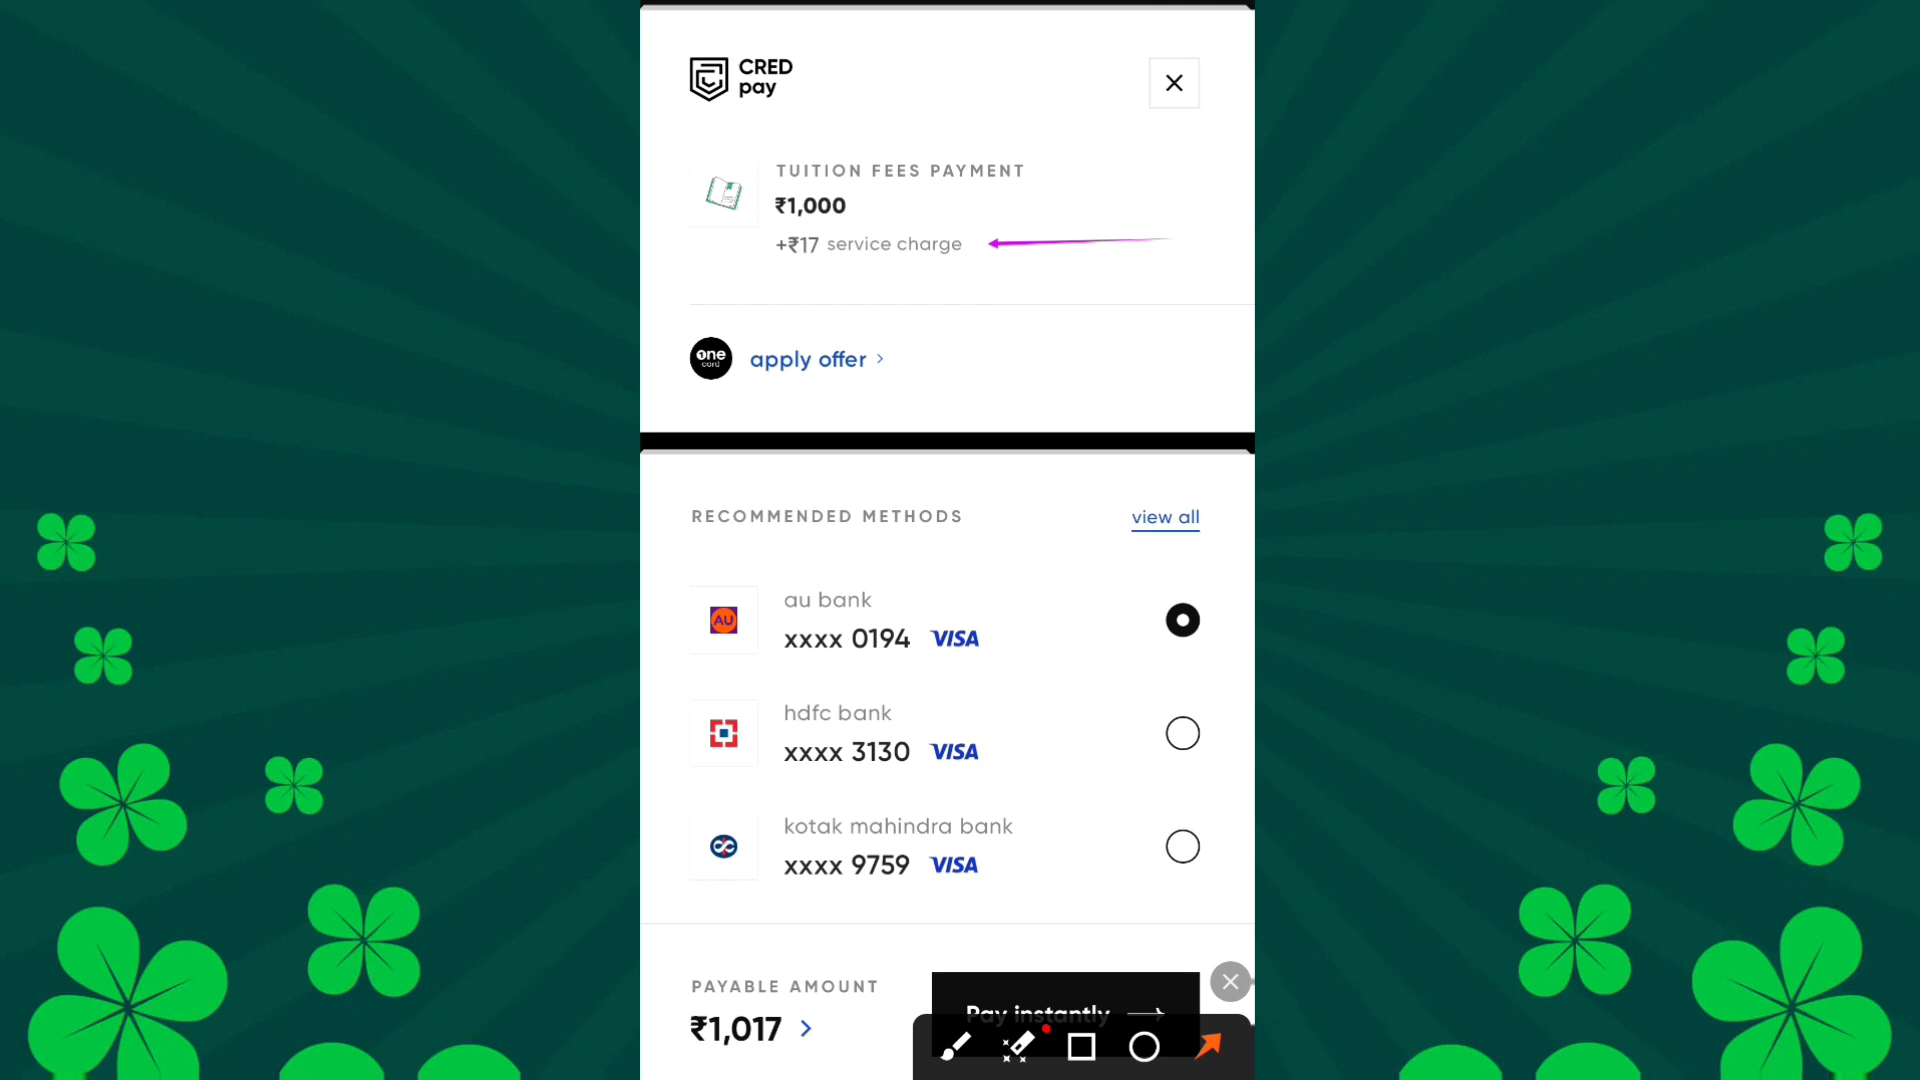 CRED
pay
TUITION FEES PAYMENT
₹1,000
+₹17 service charge
one
card
apply offer
RECOMMENDED METHODS
view all
AU
au bank
xxxx 0194 VISA
hdfc bank
xxxx 3130 VISA
kotak mahindra bank
xxxx 9759 VISA
PAYABLE AMOUNT
₹1,017
Pay instantly